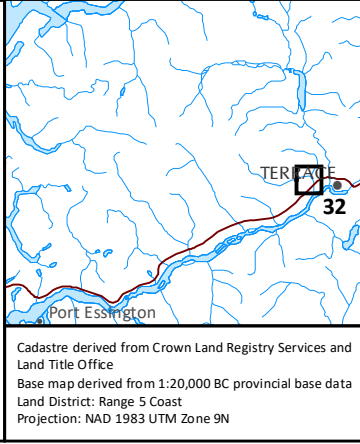 TERRACE
32
Port Essington
Cadastre derived from Crown Land Registry Services and
Land Title Office
Base map derived from 1:20,000 BC provincial base data
Land District: Range 5 Coast
Projection: NAD 1983 UTM Zone 9N